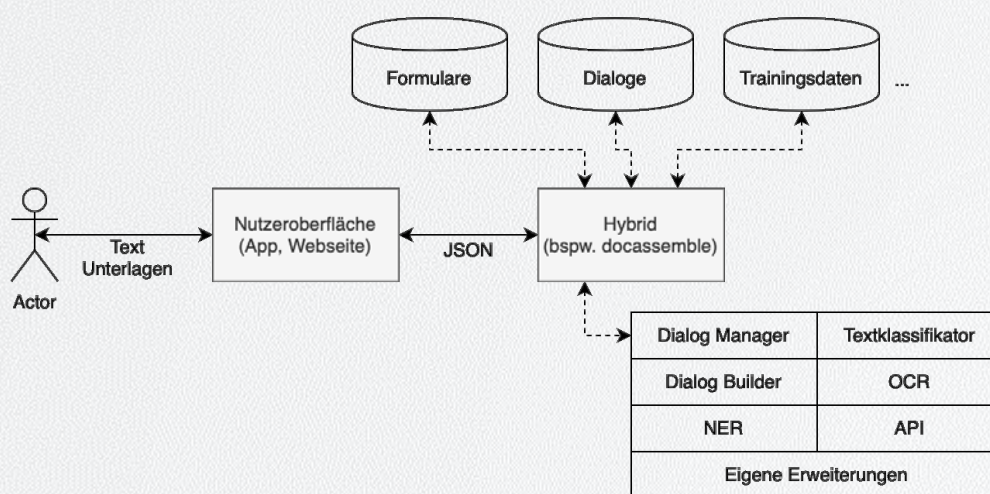 Formulare
Dialoge
Trainingsdaten
...
Nutzeroberfläche
(App, Webseite)
Hybrid
(bspw. docassemble)
Text
Unterlagen
JSON
Actor
Dialog Manager
Textklassifikator
Dialog Builder
OCR
NER
API
Eigene Erweiterungen